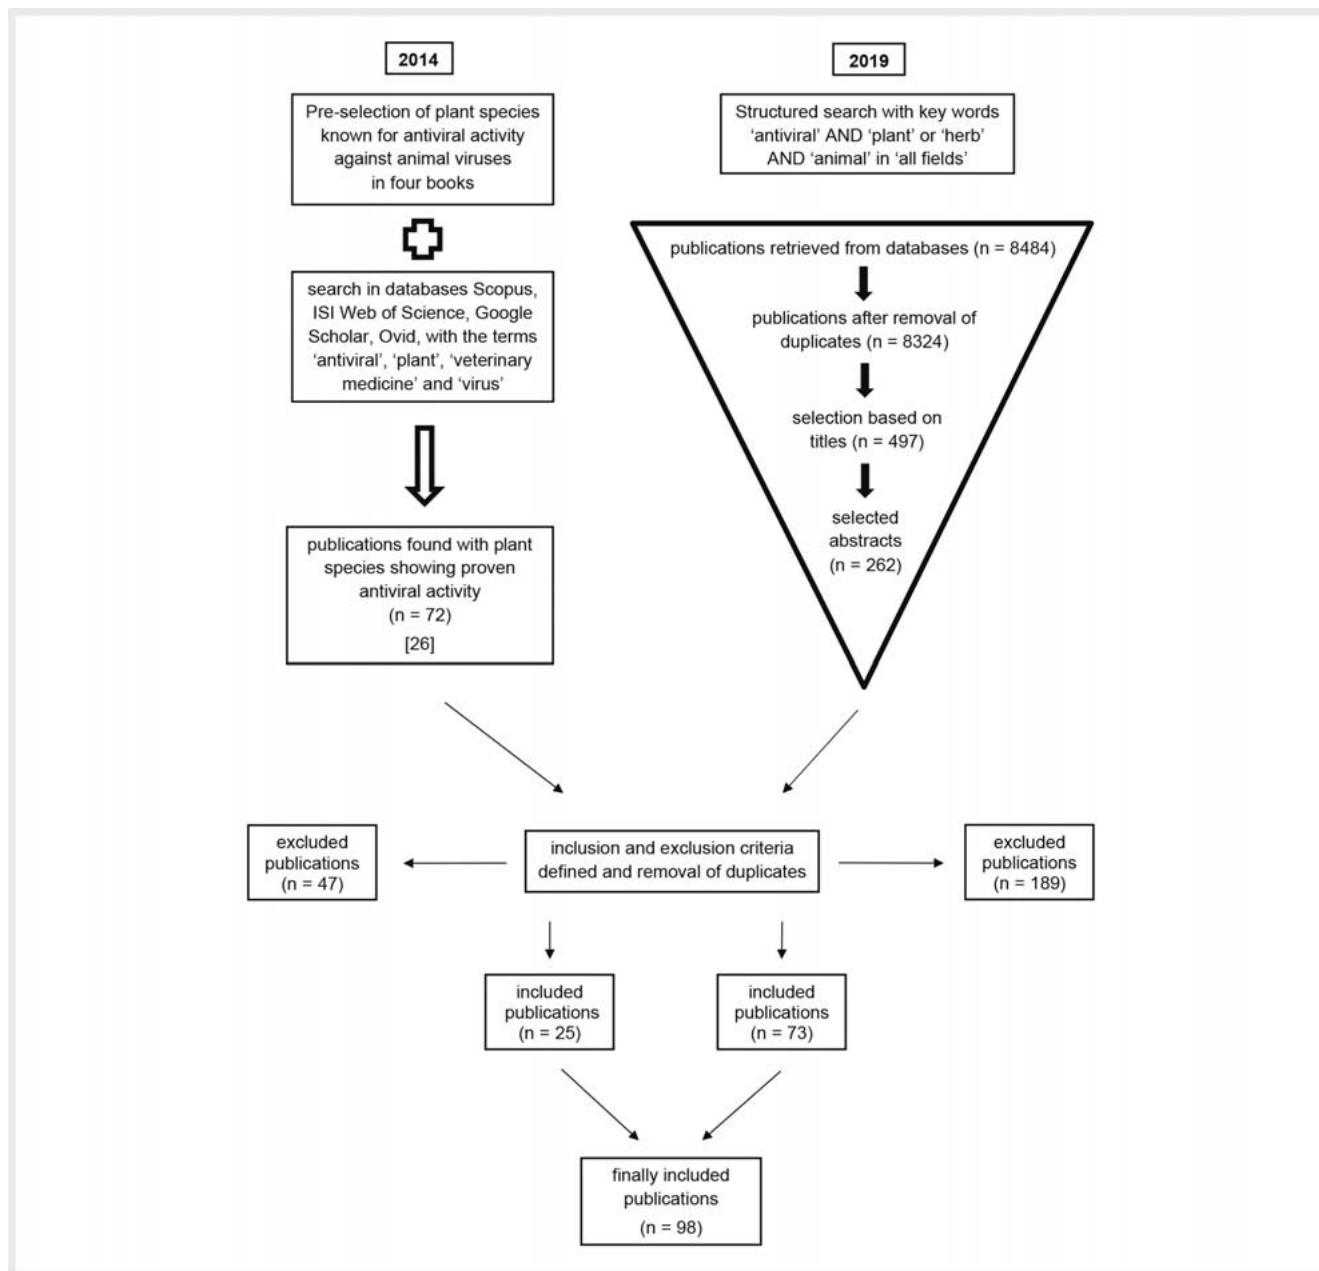 2014
Pre-selection of plant species
known for antiviral activity
against animal viruses
in four books
search in databases Scopus,
ISI Web of Science, Google
Scholar, Ovid, with the terms
‘antiviral’, ‘plant’, ‘veterinary
medicine’ and ‘virus’
publications found with plant
species showing proven
antiviral activity
(n = 72)
[26]
2019
Structured search with key words
‘antiviral’ AND ‘plant’ or ‘herb’
AND ‘animal’ in ‘all fields’
publications retrieved from databases (n = 8484)
publications after removal of
duplicates (n = 8324)
selection based on
titles (n = 497)
selected
abstracts
(n = 262)
excluded
publications
(n = 47)
inclusion and exclusion criteria
defined and removal of duplicates
excluded
publications
(n = 189)
included
publications
(n = 25)
included
publications
(n = 73)
finally included
publications
(n = 98)